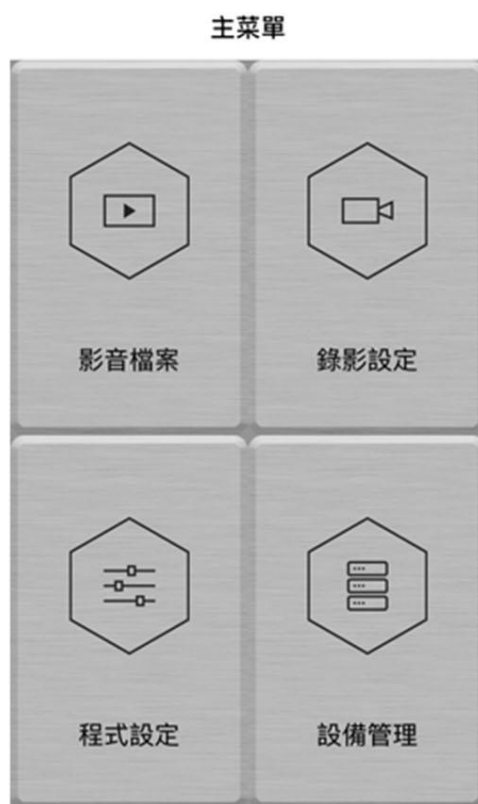 主菜單
影音檔案
錄影設定
程式設定
設備管理